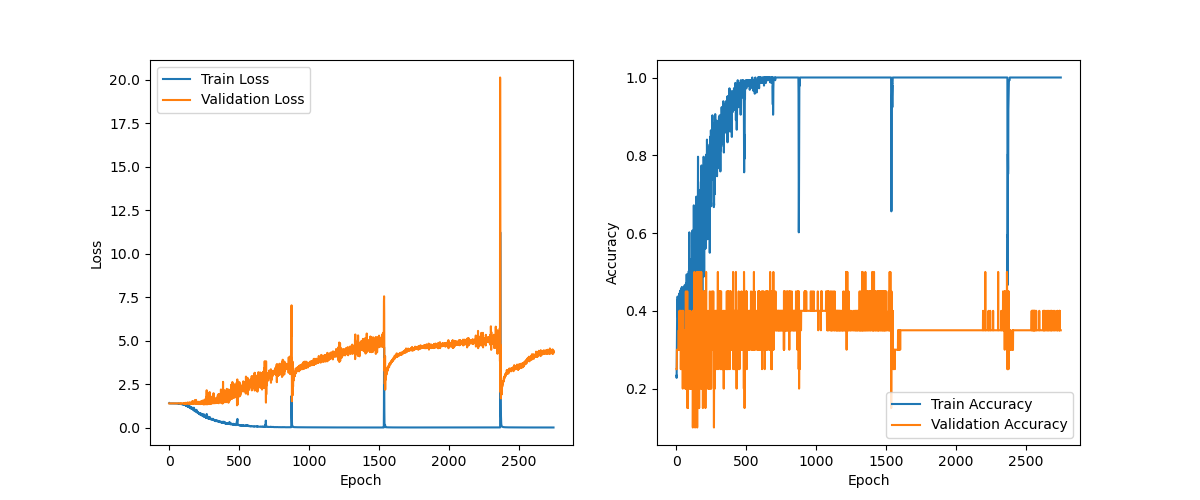 Train Loss
Validation Loss
Loss
20.0
17.5
15.0
12.5
10.0
7.5
5.0
2.5
0.0
0 500 1000 1500 2000 2500
Epoch
Accuracy
1.0
0.8
0.6
0.4
0.2
Train Accuracy
Validation Accuracy
0 500 1000 1500 2000 2500
Epoch